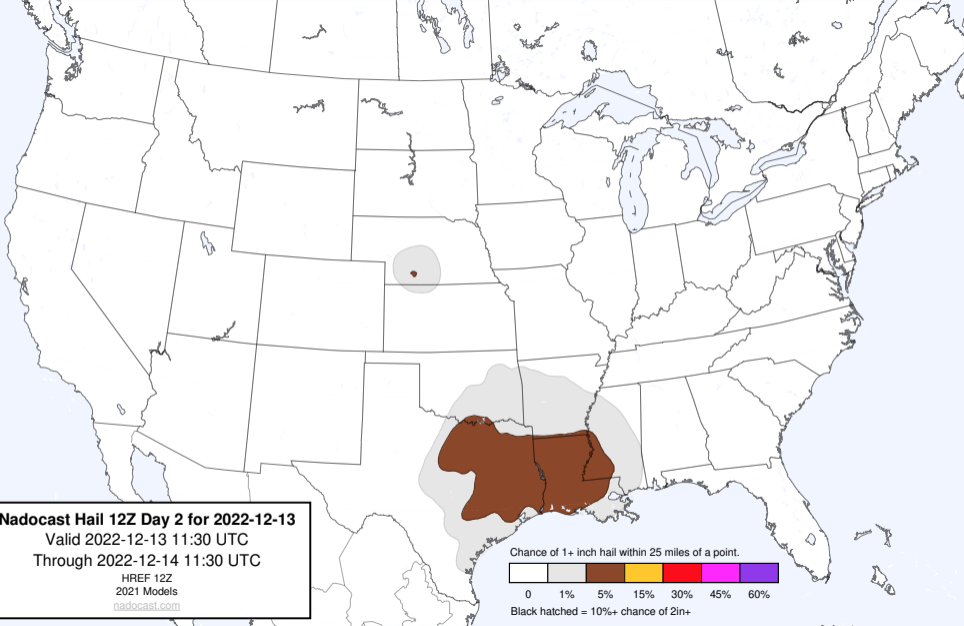 Nadocast Hail 12Z Day 2 for 2022-12-13
Valid 2022-12-13 11:30 UTC
Through 2022-12-14 11:30 UTC
HREF 12Z
2021 Models
nadocast.com
Chance of 1+ inch hail within 25 miles of a point.
0 1% 5% 15% 30% 45% 60%
Black hatched = 10%+ chance of 2in+